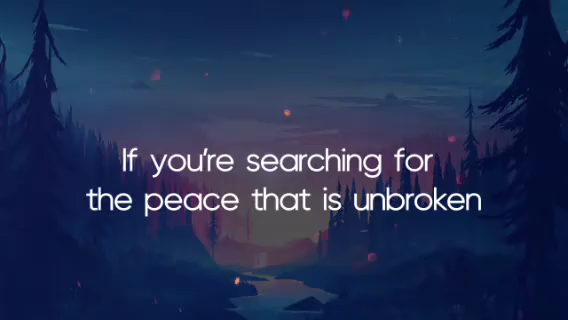 If you're searching for
the peace that is unbroken